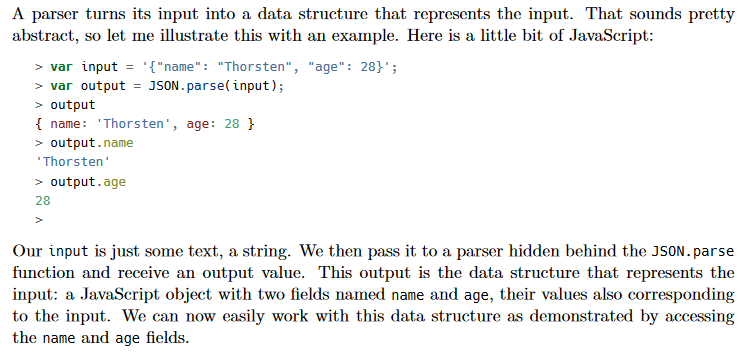 A parser turns its input into a data structure that represents the input. That sounds pretty
abstract, so let me illustrate this with an example. Here is a little bit of JavaScript:
> var input = '{"name": "Thorsten", "age": 28}';
> var output = JSON.parse(input);
> output
{ name: 'Thorsten', age: 28 }
> output.name
'Thorsten'
> output.age
28
>
Our input is just some text, a string. We then pass it to a parser hidden behind the JSON.parse
function and receive an output value. This output is the data structure that represents the
input: a JavaScript object with two fields named name and age, their values also corresponding
to the input. We can now easily work with this data structure as demonstrated by accessing
the name and age fields.